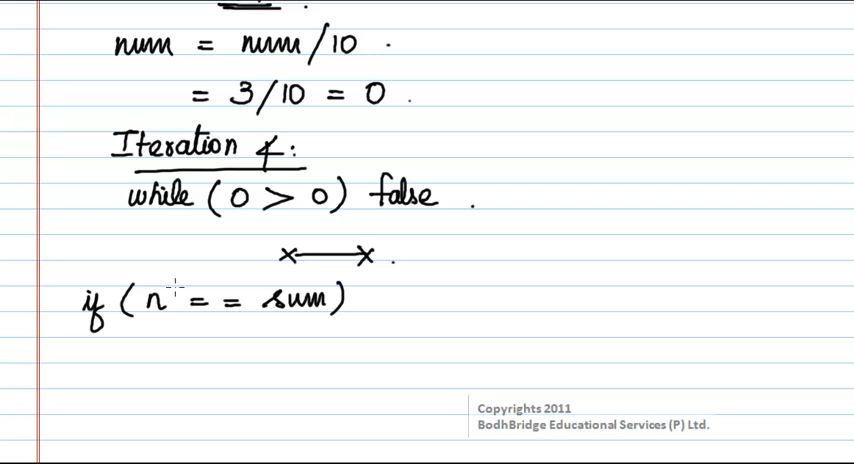 num = num/10 .
= 3/10 = 0 .
Iteration 4:
while (0 > 0) false .
x——x .
if (n = = sum)
Copyrights 2011
BodhBridge Educational Services (P) Ltd.